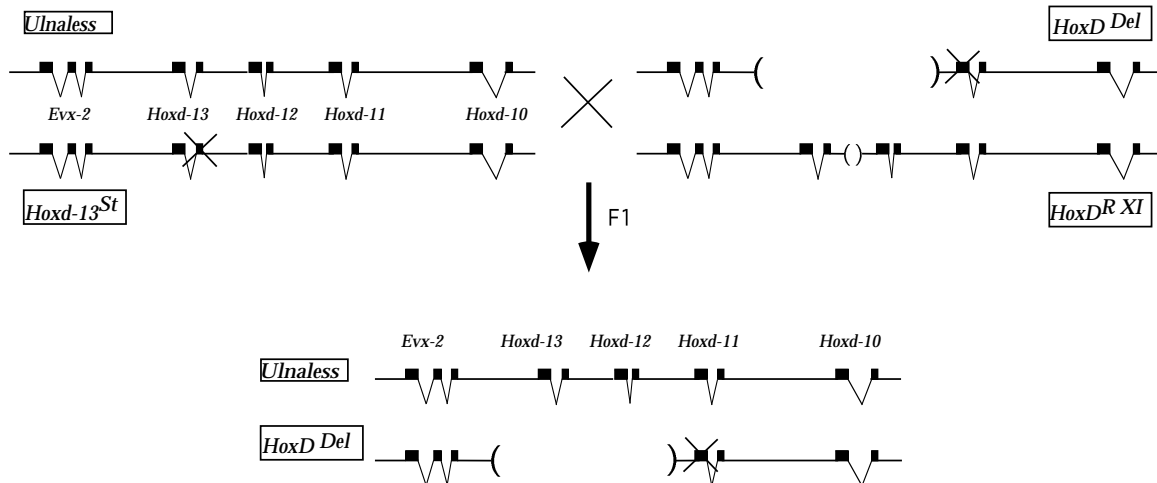 Ulnaless
HoxD Del
Evx-2 Hoxd-13 Hoxd-12 Hoxd-11 Hoxd-10
Hoxd-13St
HoxDR XI
F1
Evx-2 Hoxd-13 Hoxd-12 Hoxd-11 Hoxd-10
Ulnaless
HoxD Del